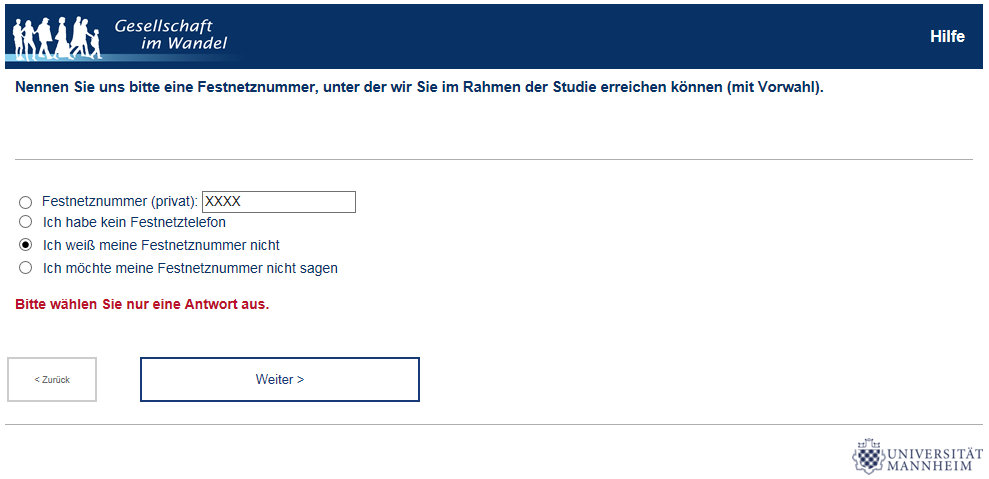 Gesellschaft
im Wandel
Hilfe
Nennen Sie uns bitte eine Festnetznummer, unter der wir Sie im Rahmen der Studie erreichen können (mit Vorwahl).
Festnetznummer (privat): XXXX
Ich habe kein Festnetztelefon
Ich weiß meine Festnetznummer nicht
Ich möchte meine Festnetznummer nicht sagen
Bitte wählen Sie nur eine Antwort aus.
< Zurück
Weiter >
UNIVERSITÄT
MANNHEIM